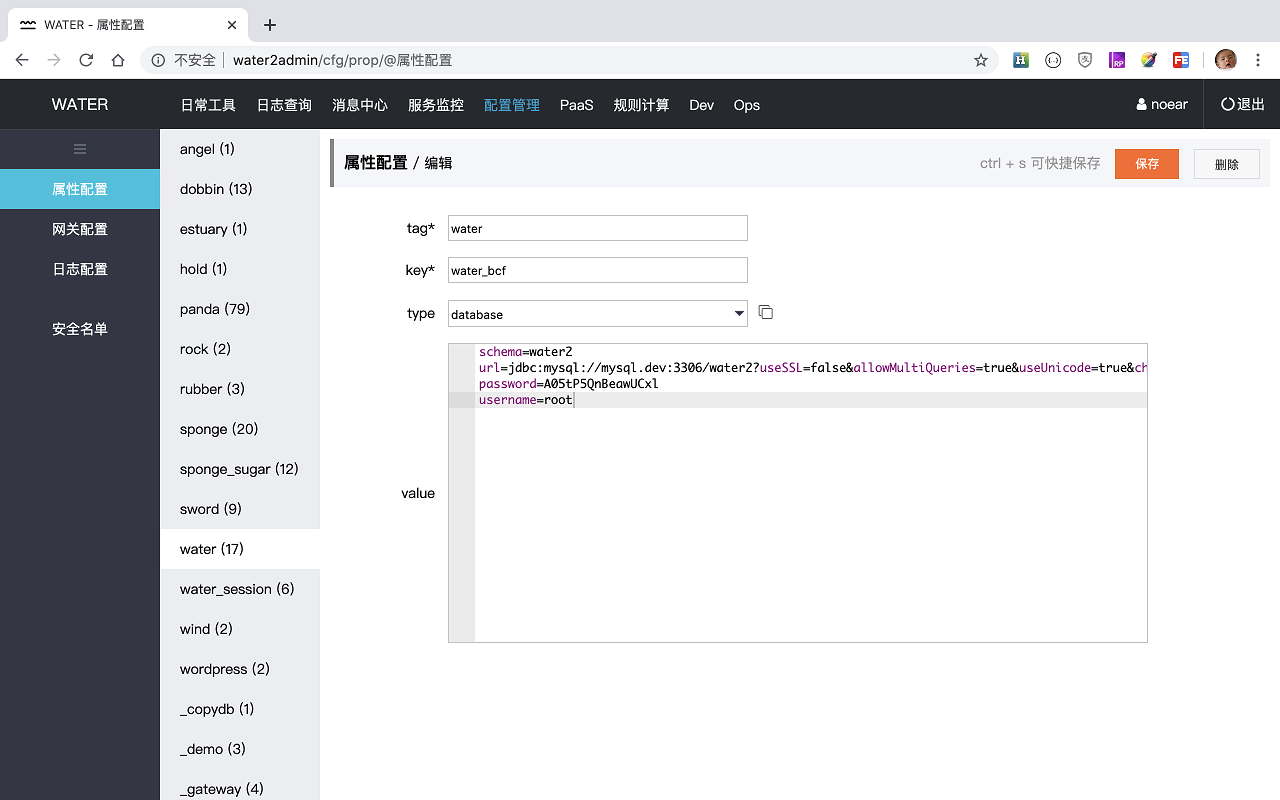 WATER - 属性配置
不安全 water2admin/cfg/prop/@属性配置
WATER 日常工具 日志查询 消息中心 服务监控 配置管理 PaaS 规则计算 Dev Ops noear 退出
属性配置
网关配置
日志配置
安全名单
angel (1)
dobbin (13)
estuary (1)
hold (1)
panda (79)
rock (2)
rubber (3)
sponge (20)
sponge_sugar (12)
sword (9)
water (17)
water_session (6)
wind (2)
wordpress (2)
_copydb (1)
_demo (3)
_gateway (4)
属性配置 / 编辑 ctrl + s 可快捷保存 保存 删除
tag* water
key* water_bcf
type database
value
schema=water2
url=jdbc:mysql://mysql.dev:3306/water2?useSSL=false&allowMultiQueries=true&useUnicode=true&ch
password=A05tP5QnBeawUCxl
username=root